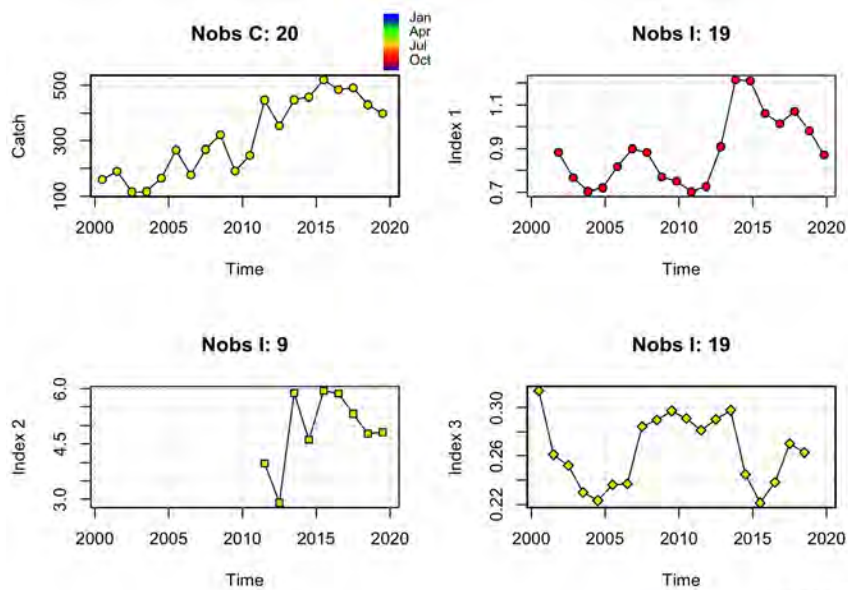 Nobs C: 20
Jan
Apr
Jul
Oct
Catch
100 300 500
2000 2005 2010 2015 2020
Time
Nobs I: 19
Index 1
0.7 0.9 1.1
2000 2005 2010 2015 2020
Time
Nobs I: 9
Index 2
3.0 4.5 6.0
2000 2005 2010 2015 2020
Time
Nobs I: 19
Index 3
0.22 0.26 0.30
2000 2005 2010 2015 2020
Time